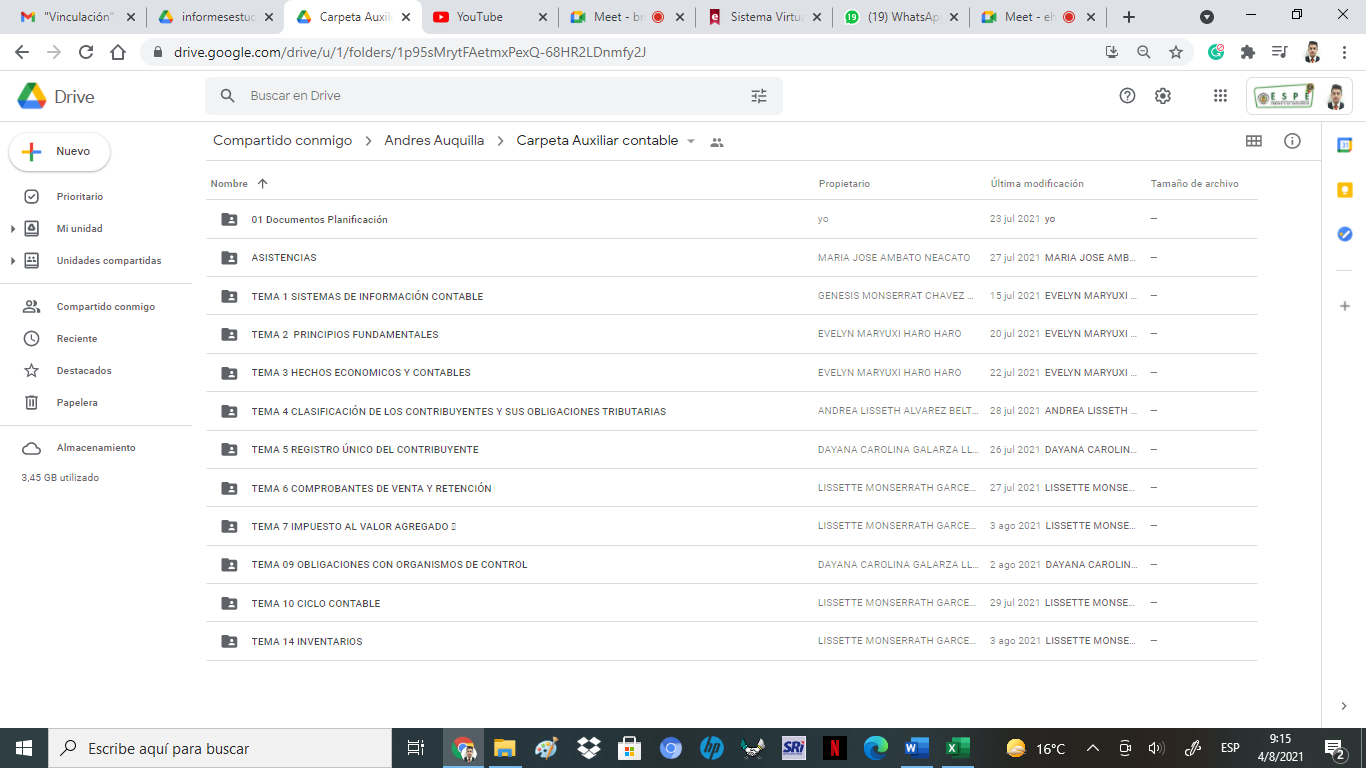 "Vinculación"
informesestud
Carpeta Auxil
YouTube
Meet - br
Sistema Virtua
(19) WhatsAp
Meet - eh
drive.google.com/drive/u/1/folders/1p95sMrytFAetmxPexQ-68HR2LDnmfy2J
Drive
Buscar en Drive
ESPE
Nuevo
Prioritario
Mi unidad
Unidades compartidas
Compartido conmigo
Reciente
Destacados
Papelera
Almacenamiento
3,45 GB utilizado
Compartido conmigo > Andres Auquilla > Carpeta Auxiliar contable
Nombre Propietario Última modificación Tamaño de archivo
01 Documentos Planificación yo 23 jul 2021 yo —
ASISTENCIAS MARIA JOSE AMBATO NEACATO 27 jul 2021 MARIA JOSE AMB... —
TEMA 1 SISTEMAS DE INFORMACIÓN CONTABLE GENESIS MONSERRAT CHAVEZ ... 15 jul 2021 EVELYN MARYUXI ... —
TEMA 2 PRINCIPIOS FUNDAMENTALES EVELYN MARYUXI HARO HARO 20 jul 2021 EVELYN MARYUXI ... —
TEMA 3 HECHOS ECONOMICOS Y CONTABLES EVELYN MARYUXI HARO HARO 22 jul 2021 EVELYN MARYUXI ... —
TEMA 4 CLASIFICACIÓN DE LOS CONTRIBUYENTES Y SUS OBLIGACIONES TRIBUTARIAS ANDREA LISSETH ALVAREZ BELT... 28 jul 2021 ANDREA LISSETH ... —
TEMA 5 REGISTRO ÚNICO DEL CONTRIBUYENTE DAYANA CAROLINA GALARZA LL... 26 jul 2021 DAYANA CAROLIN... —
TEMA 6 COMPROBANTES DE VENTA Y RETENCIÓN LISSETTE MONSERRATH GARCE... 27 jul 2021 LISSETTE MONSE... —
TEMA 7 IMPUESTO AL VALOR AGREGADO LISSETTE MONSERRATH GARCE... 3 ago 2021 LISSETTE MONSE... —
TEMA 09 OBLIGACIONES CON ORGANISMOS DE CONTROL DAYANA CAROLINA GALARZA LL... 2 ago 2021 DAYANA CAROLIN... —
TEMA 10 CICLO CONTABLE LISSETTE MONSERRATH GARCE... 29 jul 2021 LISSETTE MONSE... —
TEMA 14 INVENTARIOS LISSETTE MONSERRATH GARCE... 3 ago 2021 LISSETTE MONSE... —
Escribe aquí para buscar
SRi
16°C
ESP
9:15
4/8/2021
2